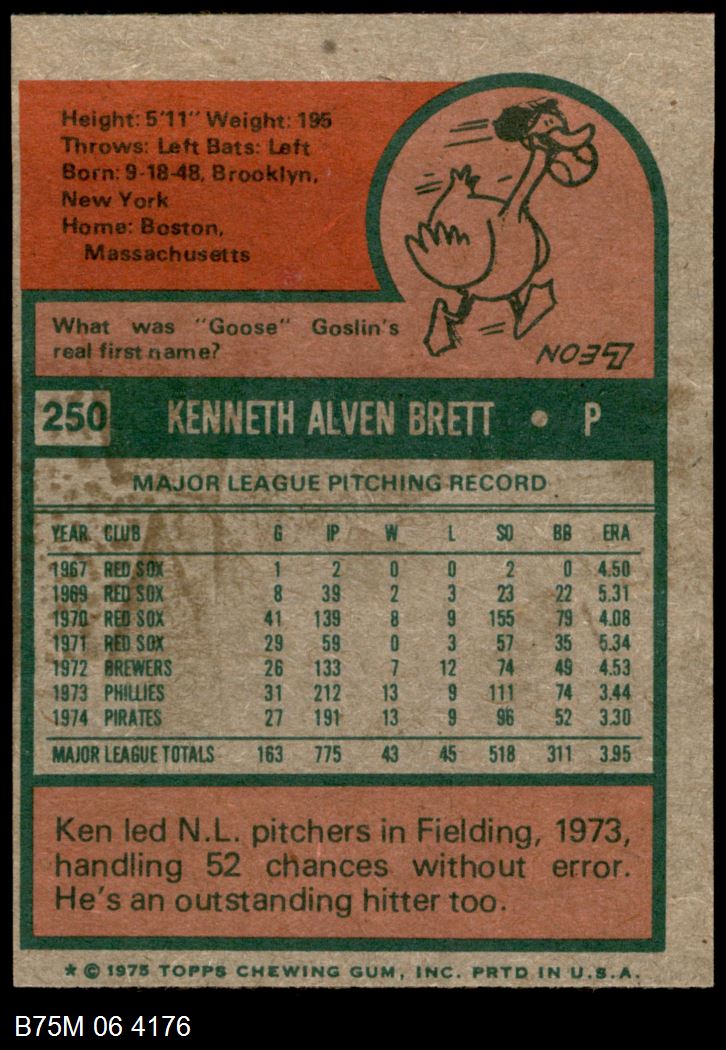 Height: 5'11" Weight: 195
Throws: Left Bats: Left
Born: 9-18-48, Brooklyn,
New York
Home: Boston,
Massachusetts
What was "Goose" Goslin's
real first name?
LEON
250 KENNETH ALVEN BRETT • P
MAJOR LEAGUE PITCHING RECORD
YEAR CLUB G IP W L SO BB ERA
1967 RED SOX 1 2 0 0 2 0 4.50
1969 RED SOX 8 39 2 3 23 22 5.31
1970 RED SOX 41 139 8 9 155 79 4.08
1971 RED SOX 29 59 0 3 57 35 5.34
1972 BREWERS 26 133 7 12 74 49 4.53
1973 PHILLIES 31 212 13 9 111 74 3.44
1974 PIRATES 27 191 13 9 96 52 3.30
MAJOR LEAGUE TOTALS 163 775 43 45 518 311 3.95
Ken led N.L. pitchers in Fielding, 1973,
handling 52 chances without error.
He's an outstanding hitter too.
* © 1975 TOPPS CHEWING GUM, INC. PRTD IN U.S.A.
B75M 06 4176